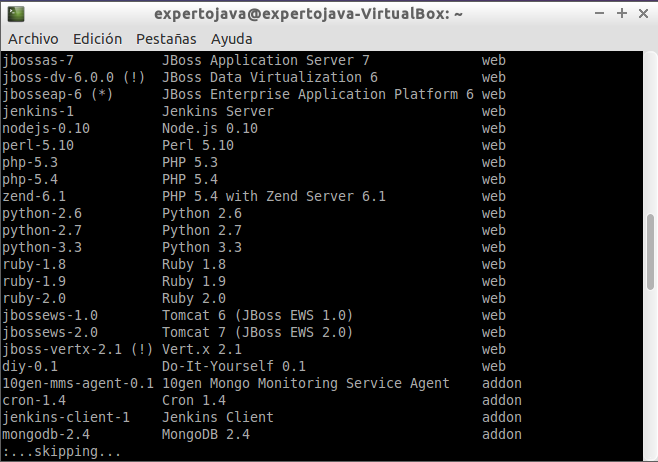 expertojava@expertojava-VirtualBox: ~
Archivo Edición Pestañas Ayuda
jbossas-7 JBoss Application Server 7 web
jboss-dv-6.0.0 (!) JBoss Data Virtualization 6 web
jbosseap-6 (*) JBoss Enterprise Application Platform 6 web
jenkins-1 Jenkins Server web
nodejs-0.10 Node.js 0.10 web
perl-5.10 Perl 5.10 web
php-5.3 PHP 5.3 web
php-5.4 PHP 5.4 web
zend-6.1 PHP 5.4 with Zend Server 6.1 web
python-2.6 Python 2.6 web
python-2.7 Python 2.7 web
python-3.3 Python 3.3 web
ruby-1.8 Ruby 1.8 web
ruby-1.9 Ruby 1.9 web
ruby-2.0 Ruby 2.0 web
jbossews-1.0 Tomcat 6 (JBoss EWS 1.0) web
jbossews-2.0 Tomcat 7 (JBoss EWS 2.0) web
jboss-vertx-2.1 (!) Vert.x 2.1 web
diy-0.1 Do-It-Yourself 0.1 web
10gen-mms-agent-0.1 10gen Mongo Monitoring Service Agent addon
cron-1.4 Cron 1.4 addon
jenkins-client-1 Jenkins Client addon
mongodb-2.4 MongoDB 2.4 addon
:...skipping...